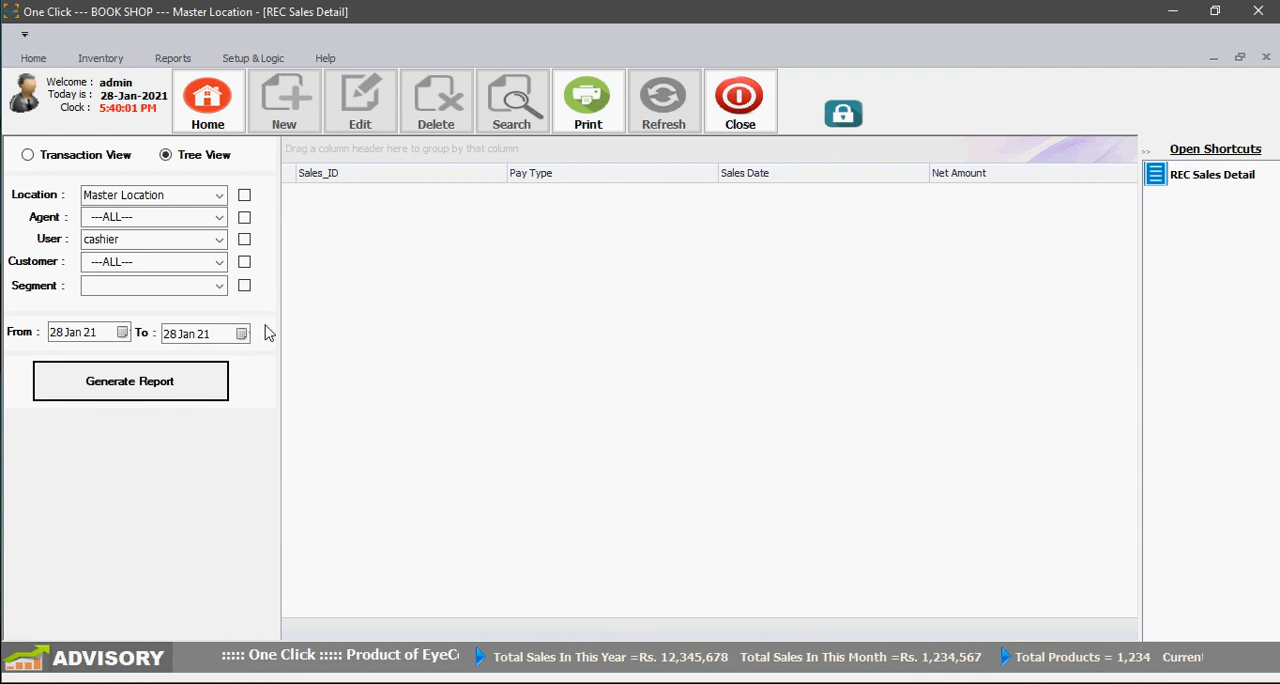 One Click --- BOOK SHOP --- Master Location - [REC Sales Detail]
Home Inventory Reports Setup & Logic Help
Welcome : admin
Today is : 28-Jan-2021
Clock : 5:40:01 PM
Home New Edit Delete Search Print Refresh Close
Transaction View Tree View
Location : Master Location
Agent : ---ALL---
User : cashier
Customer : ---ALL---
Segment :
From : 28 Jan 21 To : 28 Jan 21
Generate Report
Drag a column header here to group by that column
Sales_ID Pay Type Sales Date Net Amount
>> Open Shortcuts
REC Sales Detail
ADVISORY ::::: One Click ::::: Product of EyeCo Total Sales In This Year =Rs. 12,345,678 Total Sales In This Month =Rs. 1,234,567 Total Products = 1,234 Current